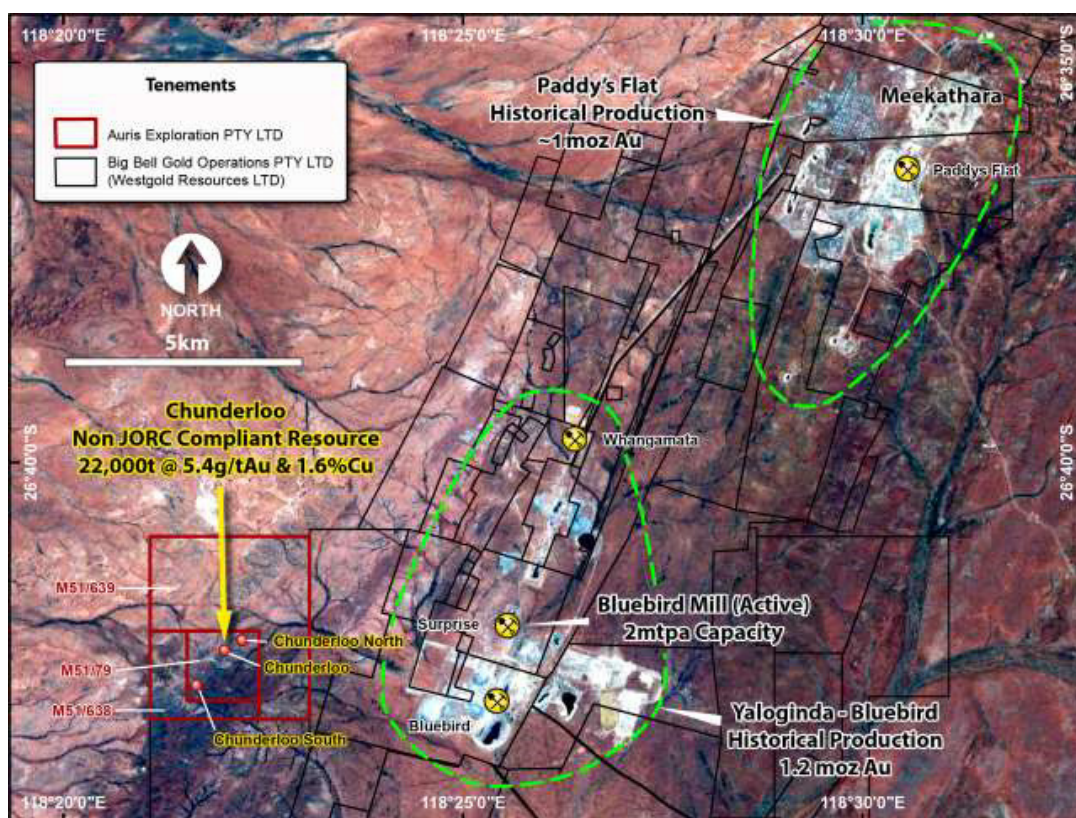 118°20'0"E
118°25'0"E
118°30'0"E
26°35'0"S
Tenements
Auris Exploration PTY LTD
Big Bell Gold Operations PTY LTD
(Westgold Resources LTD)
Paddy's Flat
Historical Production
~1moz Au
Meekathara
Paddys Flat
NORTH
5km
Chunderloo
Non JORC Compliant Resource
22,000t @ 5.4g/tAu & 1.6%Cu
Whangamata
26°40'0"S
26°40'0"S
M51/639
Bluebird Mill (Active)
2mtpa Capacity
Surprise
Chunderloo North
Chunderloo
M51/79
M51/638
Chunderloo South
Bluebird
Yaloginda - Bluebird
Historical Production
1.2 moz Au
118°20'0"E
118°25'0"E
118°30'0"E